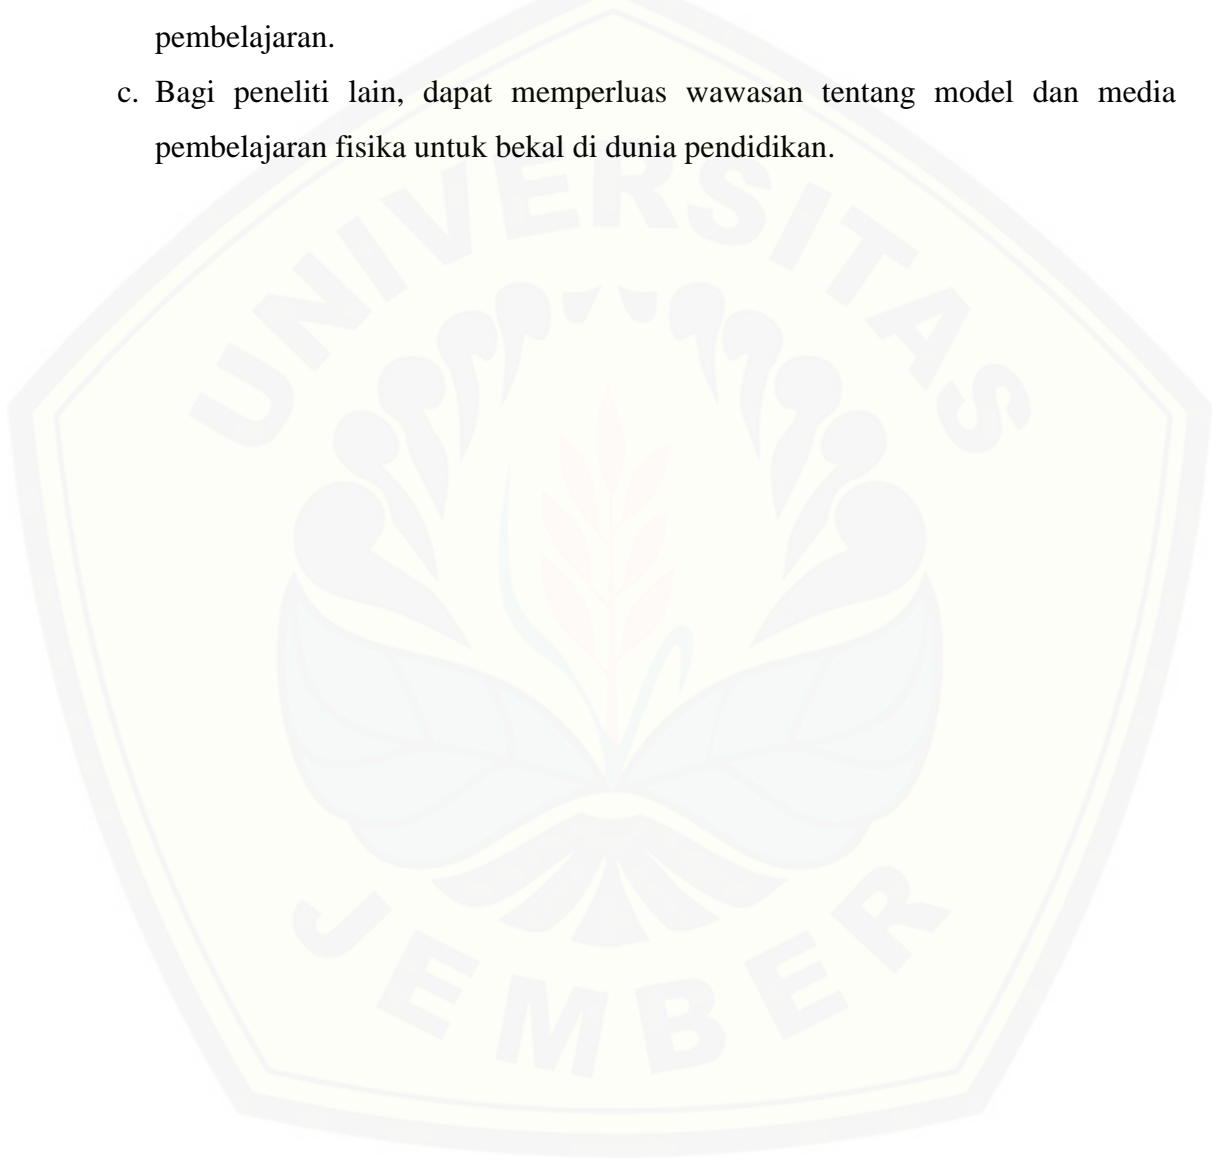 pembelajaran.
c. Bagi peneliti lain, dapat memperluas wawasan tentang model dan media
pembelajaran fisika untuk bekal di dunia pendidikan.
UNIVERSITAS
JEMBER